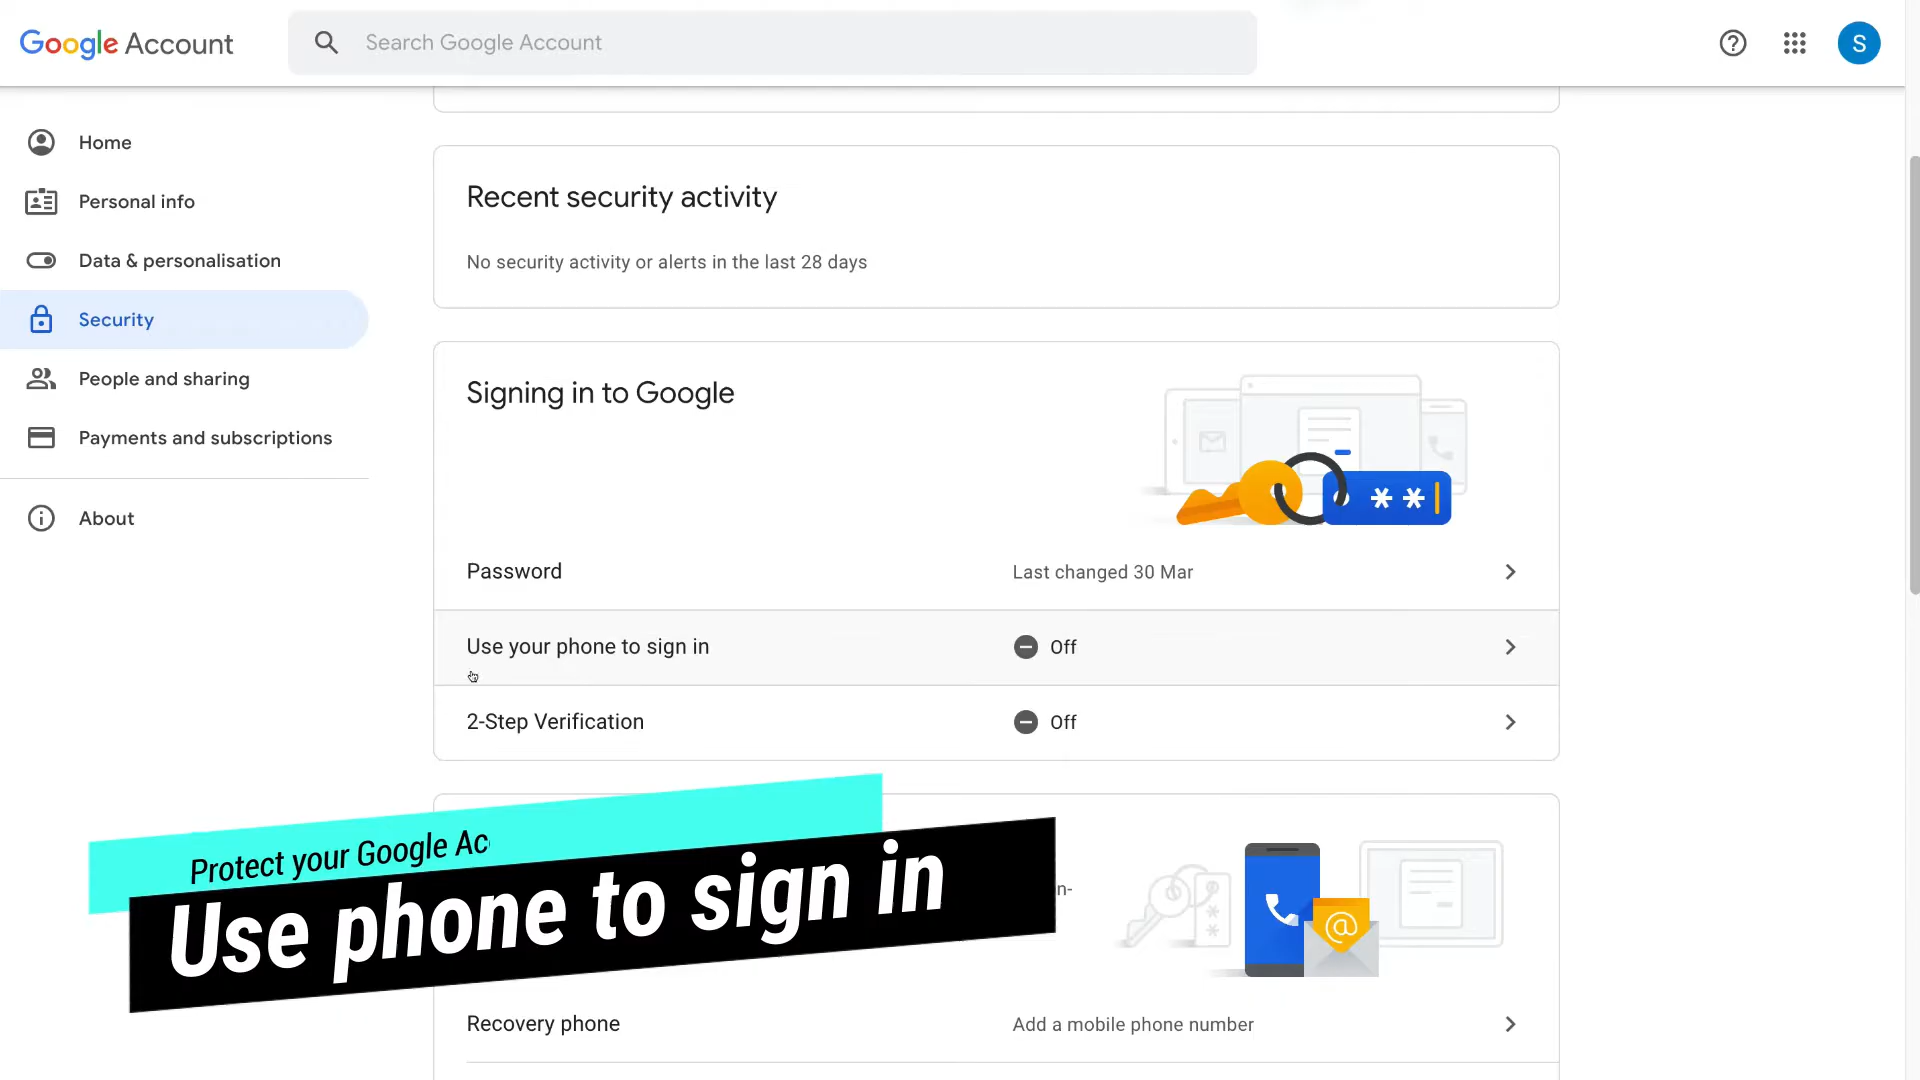 Google Account
Search Google Account
S
Home
Personal info
Data & personalisation
Security
People and sharing
Payments and subscriptions
About
Recent security activity
No security activity or alerts in the last 28 days
Signing in to Google
* *
Password
Last changed 30 Mar
Use your phone to sign in
Off
2-Step Verification
Off
Protect your Google Ac
Use phone to sign in
n-
@
Recovery phone
Add a mobile phone number